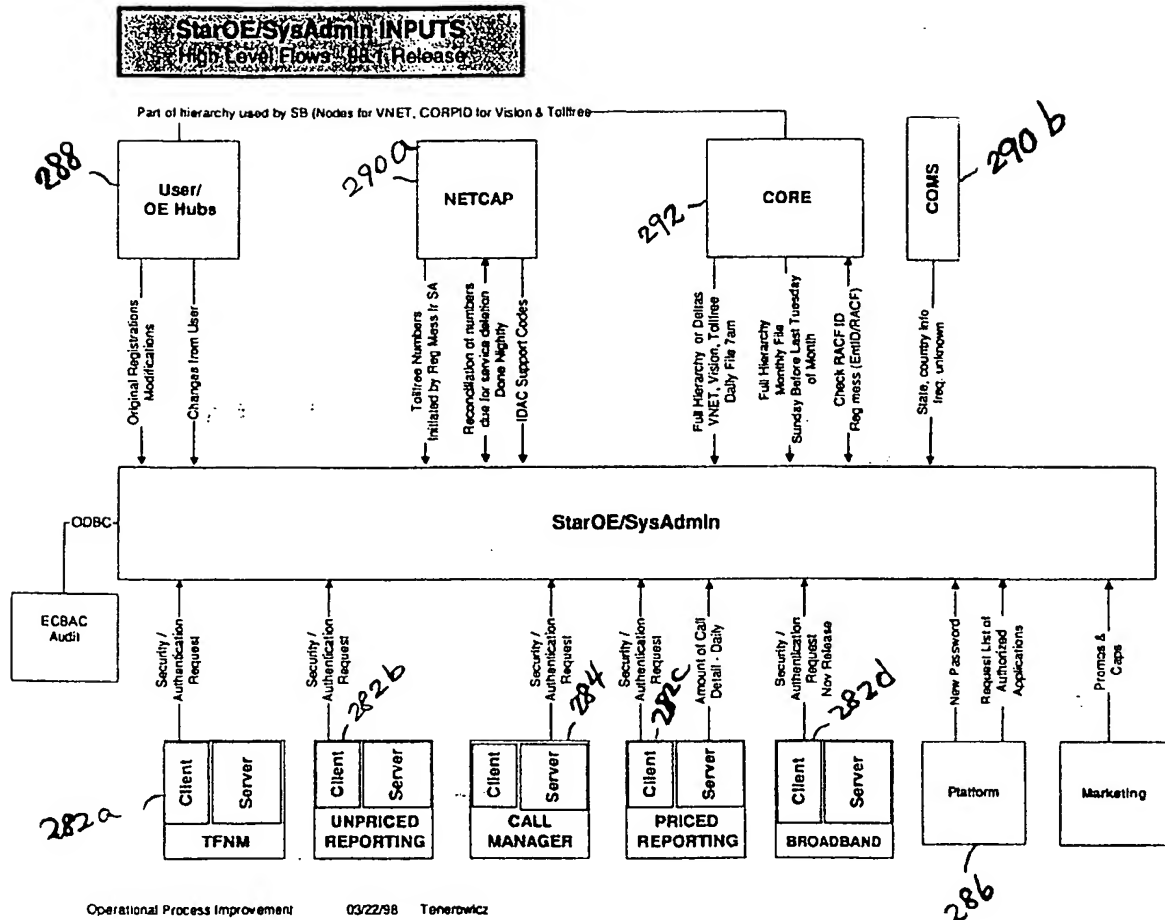 StarOE/SysAdmin INPUTS
High Level Flows - 98.1 Release
Part of hierarchy used by SB (Nodes for VNET, CORPID for Vision & Tollfree
288
User/
OE Hubs
290a
NETCAP
292
CORE
COMS
290b
Original Registrations
Modifications
Changes from User
Tollfree Numbers
Initiated by Reg Mess fr SA
Reconciliation of numbers
due for service deletion
Done Nightly
IDAC Support Codes
Full Hierarchy or Deltas
VNET, Vision, Tollfree
Daily File 7am
Full Hierarchy
Monthly File
Sunday Before Last Tuesday
of Month
Check RACF ID
Reg mess (EntID/RACF)
State, country info
freq. unknown
StarOE/SysAdmin
ODBC
ECBAC
Audit
Security /
Authentication
Request
Security /
Authentication
Request
Security /
Authentication
Request
Security /
Authentication
Request
Amount of Call
Detail - Daily
Security /
Authentication
Request
Nov Release
New Password
Request List of
Authorized
Applications
Promos &
Caps
282a
Client
Server
TFNM
282b
Client
Server
UNPRICED
REPORTING
284
Client
Server
CALL
MANAGER
282c
Client
Server
PRICED
REPORTING
282d
Client
Server
BROADBAND
Platform
286
Marketing
Operational Process Improvement 03/22/98 Tenerowicz